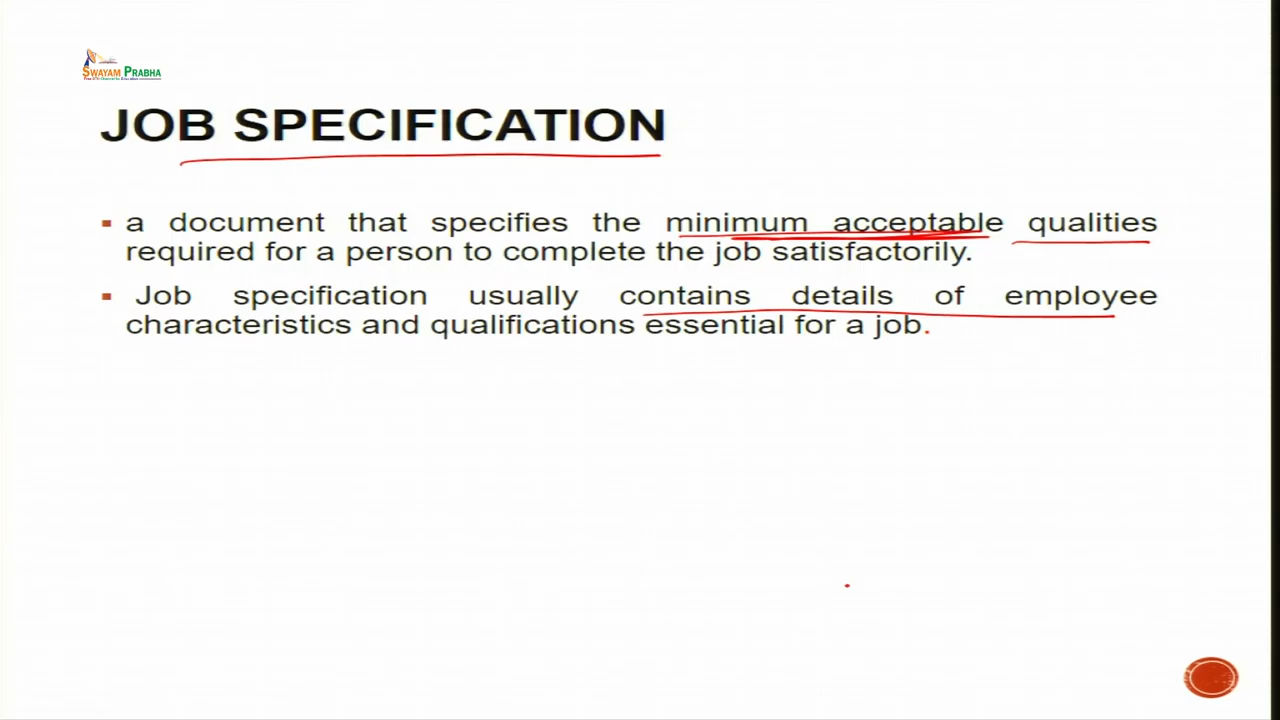 SWAYAM PRABHA
JOB SPECIFICATION
a document that specifies the minimum acceptable qualities
required for a person to complete the job satisfactorily.
Job specification usually contains details of employee
characteristics and qualifications essential for a job.